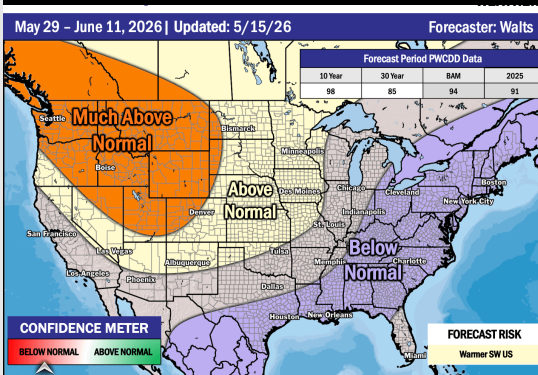 May 29 – June 11, 2026 | Updated: 5/15/26
Forecaster: Walts
Forecast Period PWCDD Data
10 Year 30 Year BAM 2025
98 85 94 91
Seattle
Much Above
Normal
Bismarck
Minneapolis
Boise
Above
Normal
Des Moines
Chicago
Cleveland
Boston
New York City
Denver
Indianapolis
San Francisco
St. Louis
Las Vegas
Below
Normal
Albuquerque
Tulsa
Memphis
Charlotte
Los Angeles
Phoenix
Dallas
Houston
New Orleans
Miami
CONFIDENCE METER
BELOW NORMAL ABOVE NORMAL
FORECAST RISK
Warmer SW US